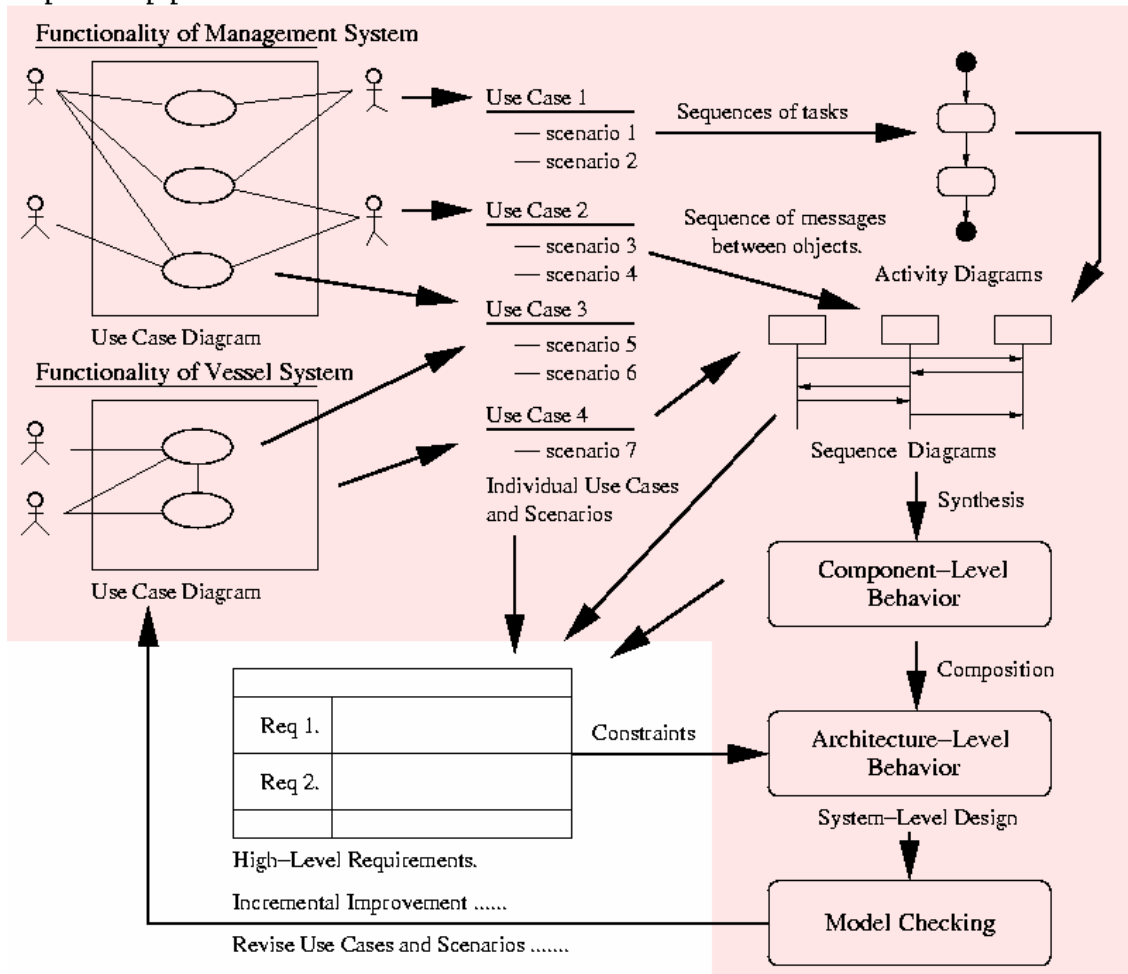 Functionality of Management System
Use Case Diagram
Functionality of Vessel System
Use Case Diagram
Use Case 1
— scenario 1
— scenario 2
Use Case 2
— scenario 3
— scenario 4
Use Case 3
— scenario 5
— scenario 6
Use Case 4
— scenario 7
Individual Use Cases
and Scenarios
Sequences of tasks
Sequence of messages
between objects.
Activity Diagrams
Sequence Diagrams
Synthesis
Component–Level
Behavior
Composition
Req 1.
Req 2.
Constraints
Architecture–Level
Behavior
System–Level Design
High–Level Requirements.
Incremental Improvement ......
Revise Use Cases and Scenarios .......
Model Checking